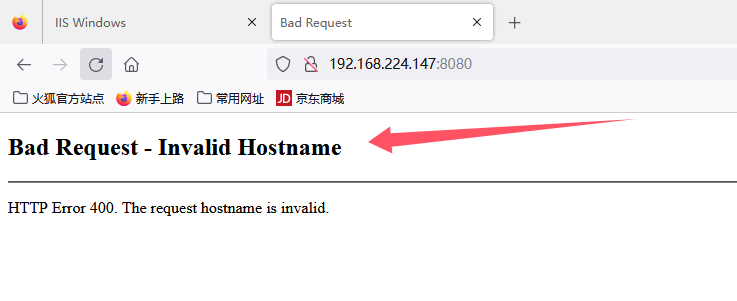 IIS Windows
Bad Request
192.168.224.147:8080
火狐官方站点 新手上路 常用网址 JD 京东商城
Bad Request - Invalid Hostname
HTTP Error 400. The request hostname is invalid.